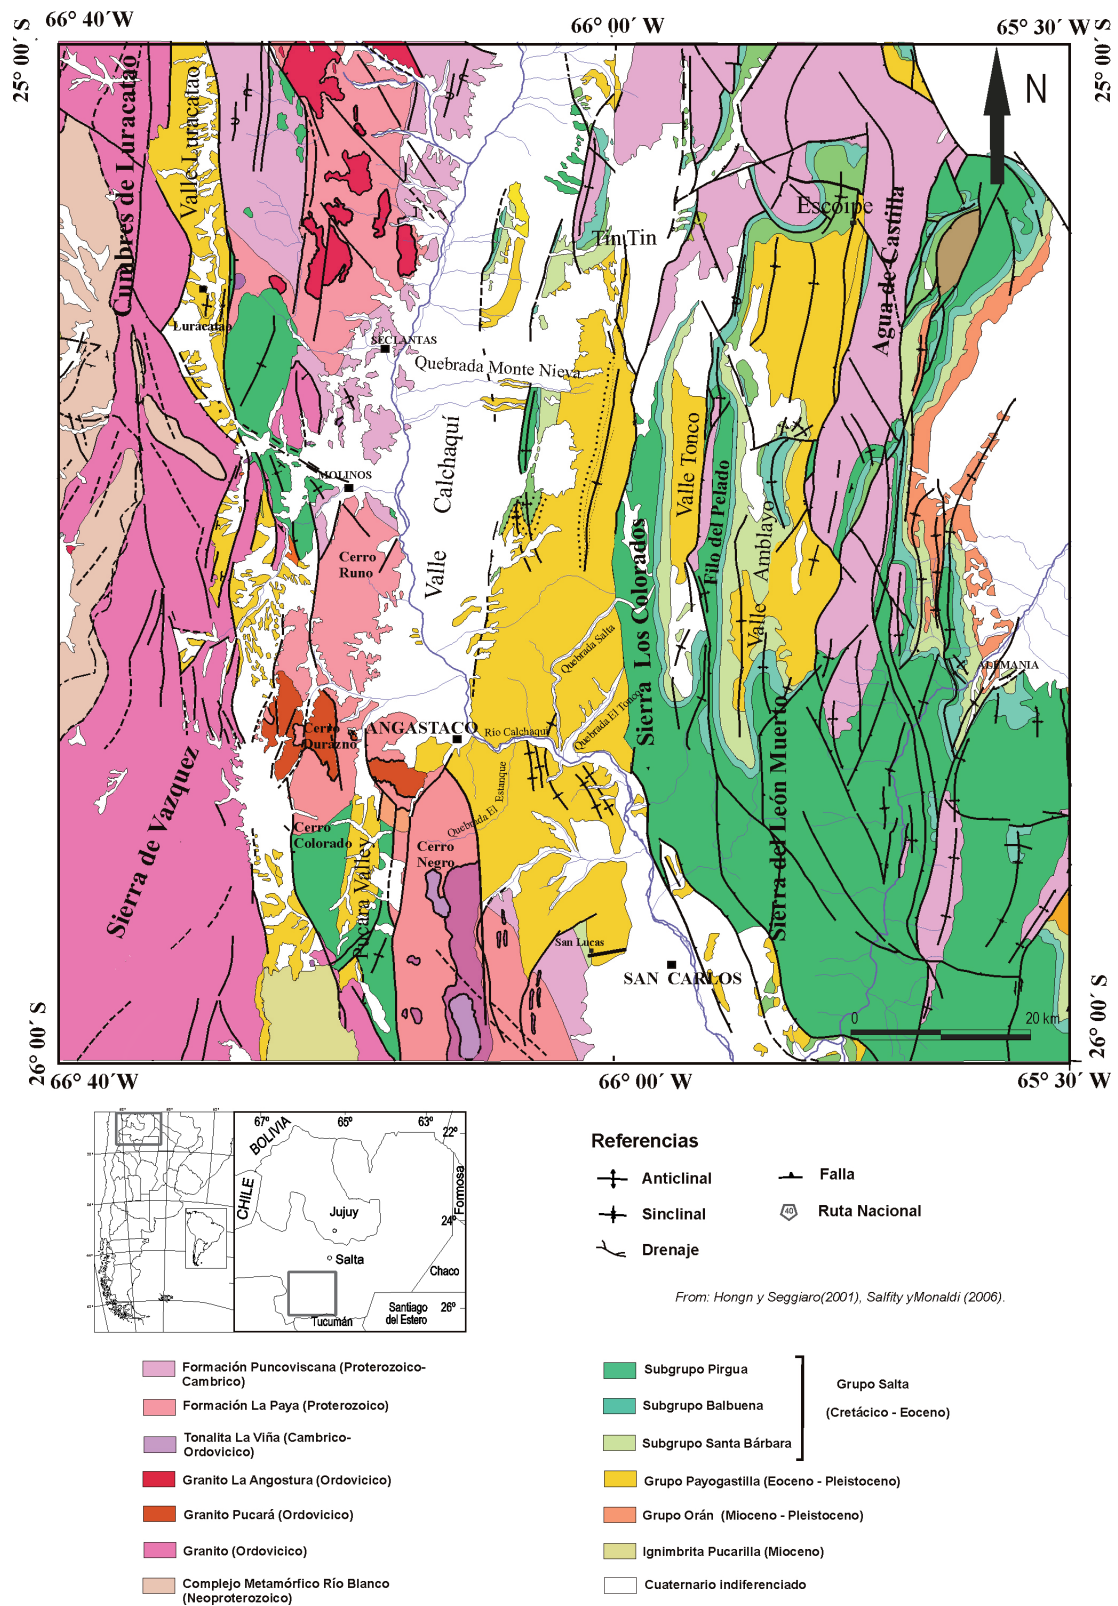 66° 40´W
66° 00´W
65° 30´ W
25° 00´ S
25° 00´ S
N
Cumbres de Luracatao
Valle Luracatao
Luracatao
SECLANTAS
Tin Tin
Escoipe
Agua de Castilla
Quebrada Monte Nieva
MOLINOS
Valle Calchaquí
Cerro
Runo
Valle Tonco
Filo del Pelado
Valle Amblayo
Sierra Los Colorados
Quebrada Salta
Quebrada El Tonco
Sierra del León Muerto
ALEMANIA
Cerro
Durazno
ANGASTACO
Río Calchaquí
Quebrada El Estanque
Sierra de Vazquez
Cerro
Colorado
Pucara Valley
Cerro
Negro
San Lucas
SAN CARLOS
0
20 km
26° 00´ S
26° 00´ S
66° 40´W
66° 00´ W
65° 30´ W
67º
65º
63º
22º
24º
26º
BOLIVIA
CHILE
Formosa
Jujuy
Salta
Chaco
Santiago
del Estero
Tucumán
Referencias
Anticlinal
Falla
Sinclinal
40
Ruta Nacional
Drenaje
From: Hongn y Seggiaro(2001), Salfity yMonaldi (2006).
Formación Puncoviscana (Proterozoico-
Cambrico)
Formación La Paya (Proterozoico)
Tonalita La Viña (Cambrico-
Ordovicico)
Granito La Angostura (Ordovicico)
Granito Pucará (Ordovicico)
Granito (Ordovicico)
Complejo Metamórfico Río Blanco
(Neoproterozoico)
Subgrupo Pirgua
Subgrupo Balbuena
Subgrupo Santa Bárbara
Grupo Salta
(Cretácico - Eoceno)
Grupo Payogastilla (Eoceno - Pleistoceno)
Grupo Orán (Mioceno - Pleistoceno)
Ignimbrita Pucarilla (Mioceno)
Cuaternario indiferenciado